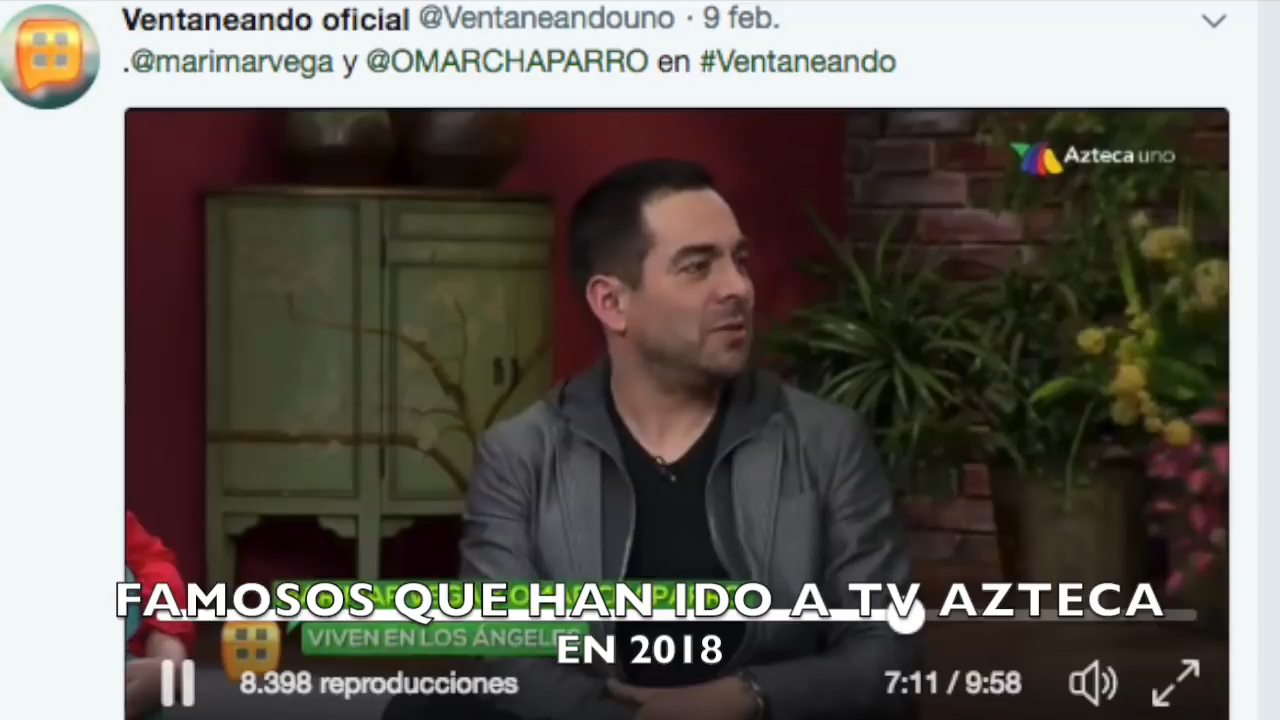 Ventaneando oficial @Ventaneandouno · 9 feb.
.@marimarvega y @OMARCHAPARRO en #Ventaneando
Azteca uno
FAMOSOS QUE HAN IDO A TV AZTECA
VIVEN EN LOS ÁNGELES
EN 2018
8.398 reproducciones
7:11 / 9:58